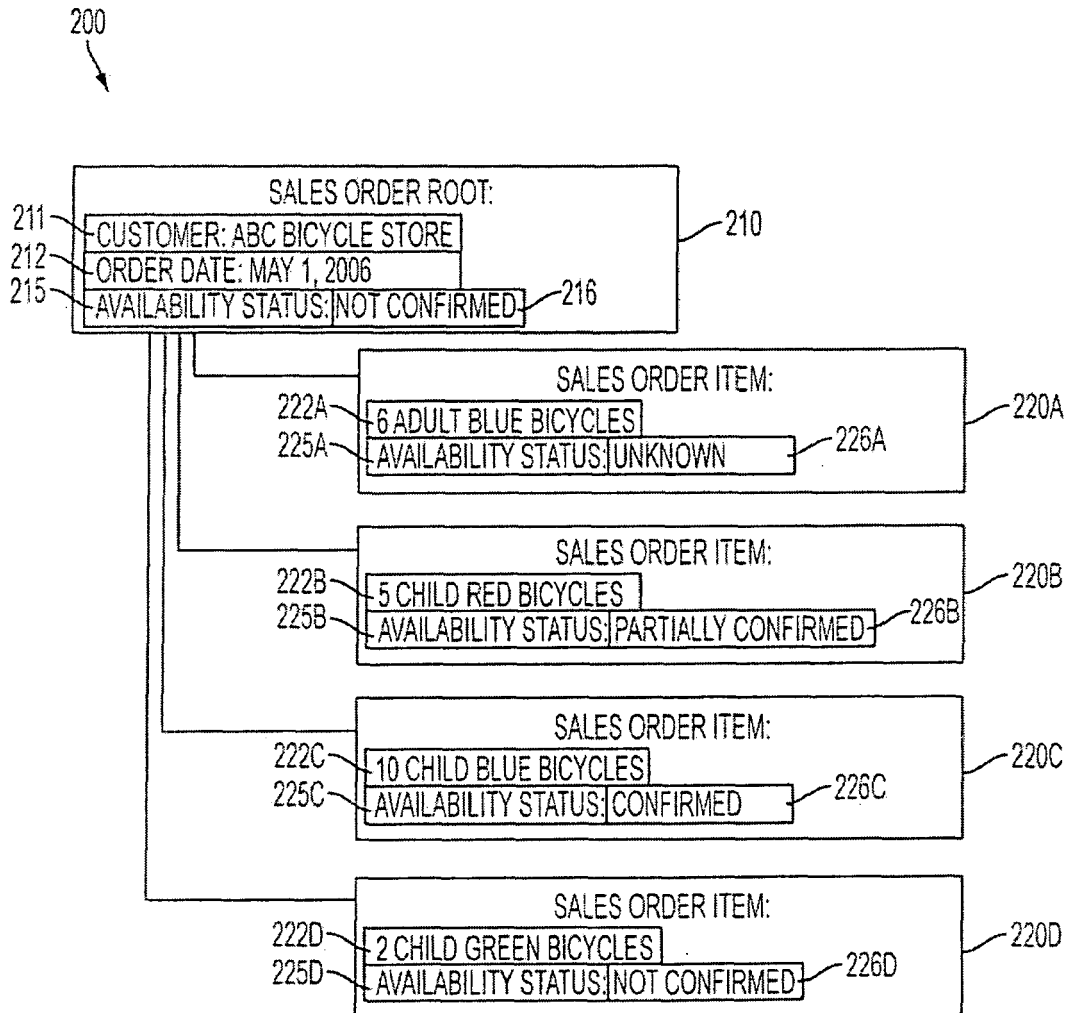 200
SALES ORDER ROOT:
211
CUSTOMER: ABC BICYCLE STORE
210
212
ORDER DATE: MAY 1, 2006
215
AVAILABILITY STATUS: NOT CONFIRMED
216
SALES ORDER ITEM:
222A
6 ADULT BLUE BICYCLES
220A
225A
AVAILABILITY STATUS: UNKNOWN
226A
SALES ORDER ITEM:
222B
5 CHILD RED BICYCLES
220B
225B
AVAILABILITY STATUS: PARTIALLY CONFIRMED
226B
SALES ORDER ITEM:
222C
10 CHILD BLUE BICYCLES
220C
225C
AVAILABILITY STATUS: CONFIRMED
226C
SALES ORDER ITEM:
222D
2 CHILD GREEN BICYCLES
220D
225D
AVAILABILITY STATUS: NOT CONFIRMED
226D